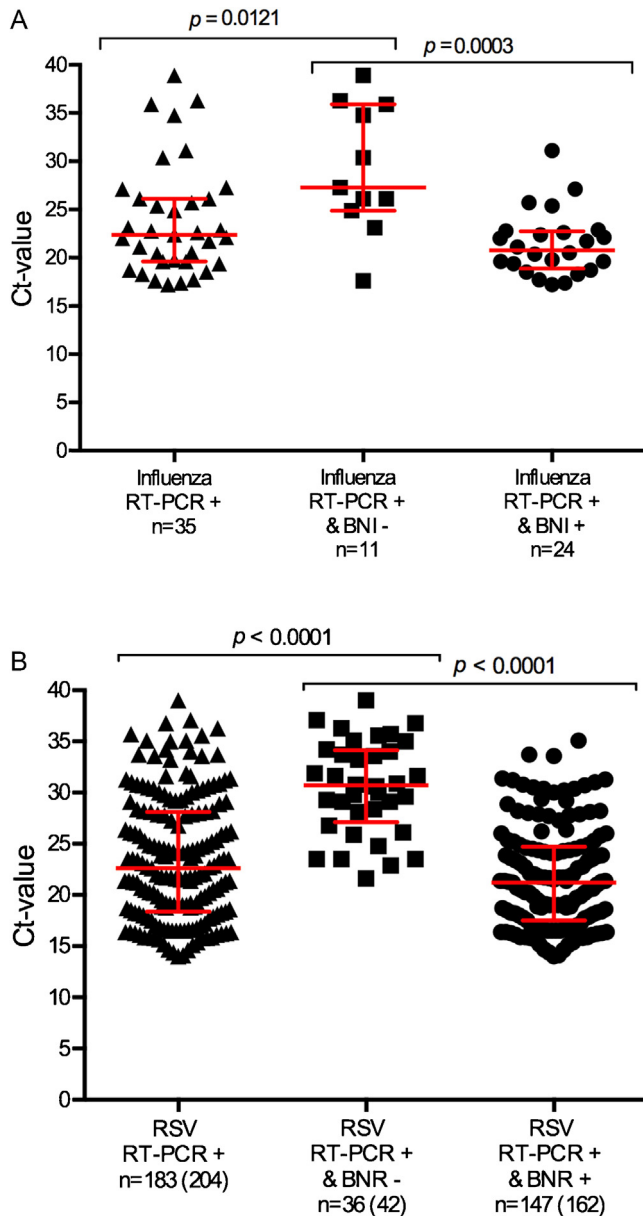 A
p = 0.0121
p = 0.0003
40
35
30
25
20
15
10
5
0
Ct-value
Influenza
RT-PCR +
n=35
Influenza
RT-PCR +
& BNI -
n=11
Influenza
RT-PCR +
& BNI +
n=24
B
p < 0.0001
p < 0.0001
40
35
30
25
20
15
10
5
0
Ct-value
RSV
RT-PCR +
n=183 (204)
RSV
RT-PCR +
& BNR -
n=36 (42)
RSV
RT-PCR +
& BNR +
n=147 (162)